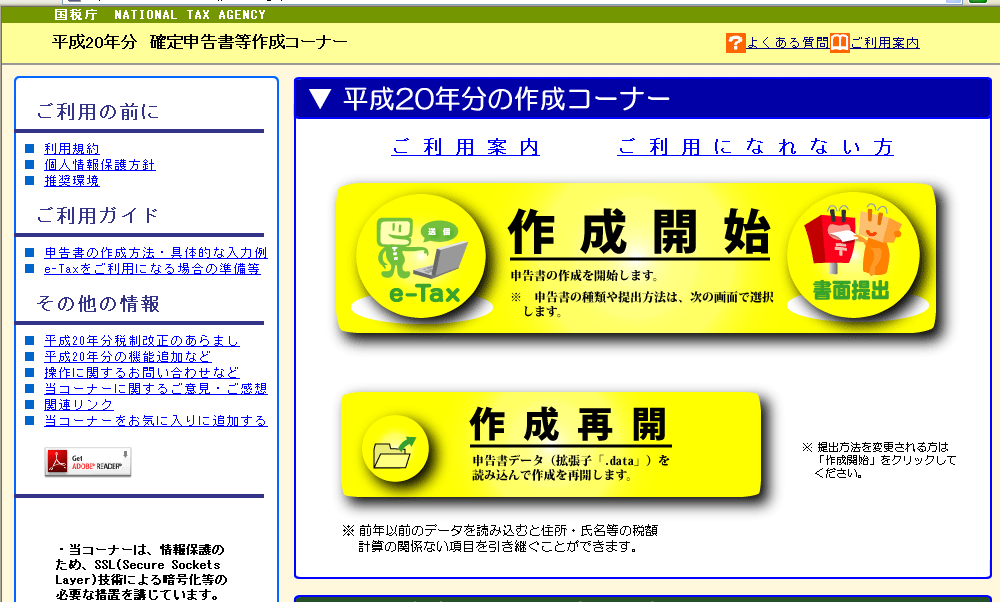 国税庁 NATIONAL TAX AGENCY
平成20年分 確定申告書等作成コーナー
?よくある質問 ご利用案内
ご利用の前に
利用規約
個人情報保護方針
推奨環境
ご利用ガイド
申告書の作成方法・具体的な入力例
e-Taxをご利用になる場合の準備等
その他の情報
平成20年分税制改正のあらまし
平成20年分の機能追加など
操作に関するお問い合わせなど
当コーナーに関するご意見・ご感想
関連リンク
当コーナーをお気に入りに追加する
Get
ADOBE® READER®
・当コーナーは、情報保護の
ため、SSL(Secure Sockets
Layer)技術による暗号化等の
必要な措置を講じています。
▼ 平成20年分の作成コーナー
ご利用案内 ご利用になれない方
送信
e-Tax
作成開始
申告書の作成を開始します。
※ 申告書の種類や提出方法は、次の画面で選択
します。
書面提出
作成再開
申告書データ（拡張子「.data」）を
読み込んで作成を再開します。
※ 提出方法を変更される方は
「作成開始」をクリックして
ください。
※ 前年以前のデータを読み込むと住所・氏名等の税額
計算の関係ない項目を引き継ぐことができます。